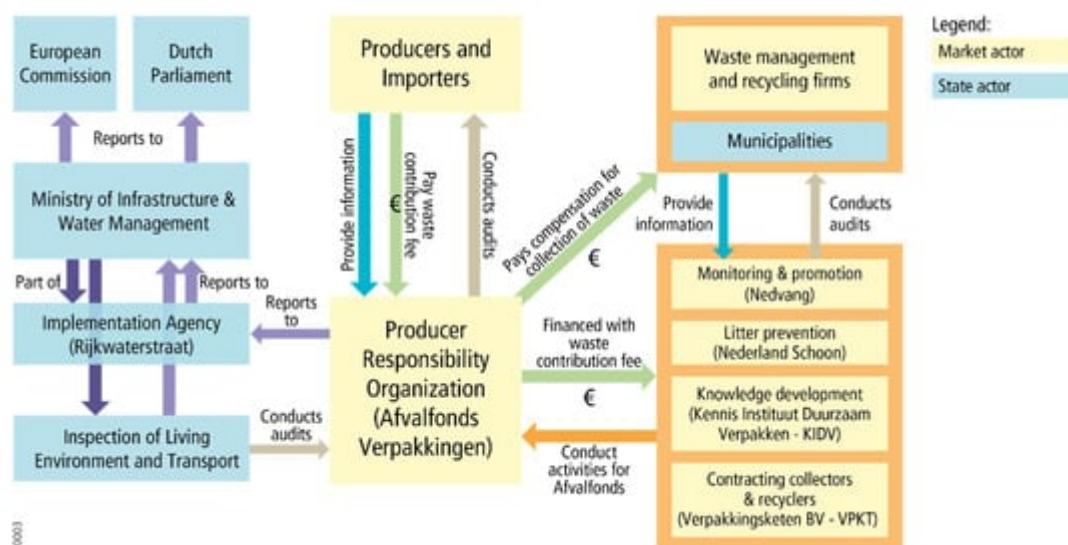 European
Commission
Dutch
Parliament
Reports to
Ministry of Infrastructure &
Water Management
Part of
Reports to
Implementation Agency
(Rijkwaterstraat)
Inspection of Living
Environment and Transport
Conducts
audits
Reports
to
Producers and
Importers
Provide information
Pay waste
contribution fee
€
Conducts audits
Producer
Responsibility
Organization
(Afvalfonds
Verpakkingen)
Pays compensation for
collection of waste
€
Financed with
waste
contribution fee
€
Conduct
activities for
Afvalfonds
Waste management
and recycling firms
Municipalities
Provide
information
Conducts
audits
Monitoring & promotion
(Nedvang)
Litter prevention
(Nederland Schoon)
Knowledge development
(Kennis Instituut Duurzaam
Verpakken - KIDV)
Contracting collectors
& recyclers
(Verpakkingsketen BV - VPKT)
Legend:
Market actor
State actor
0003